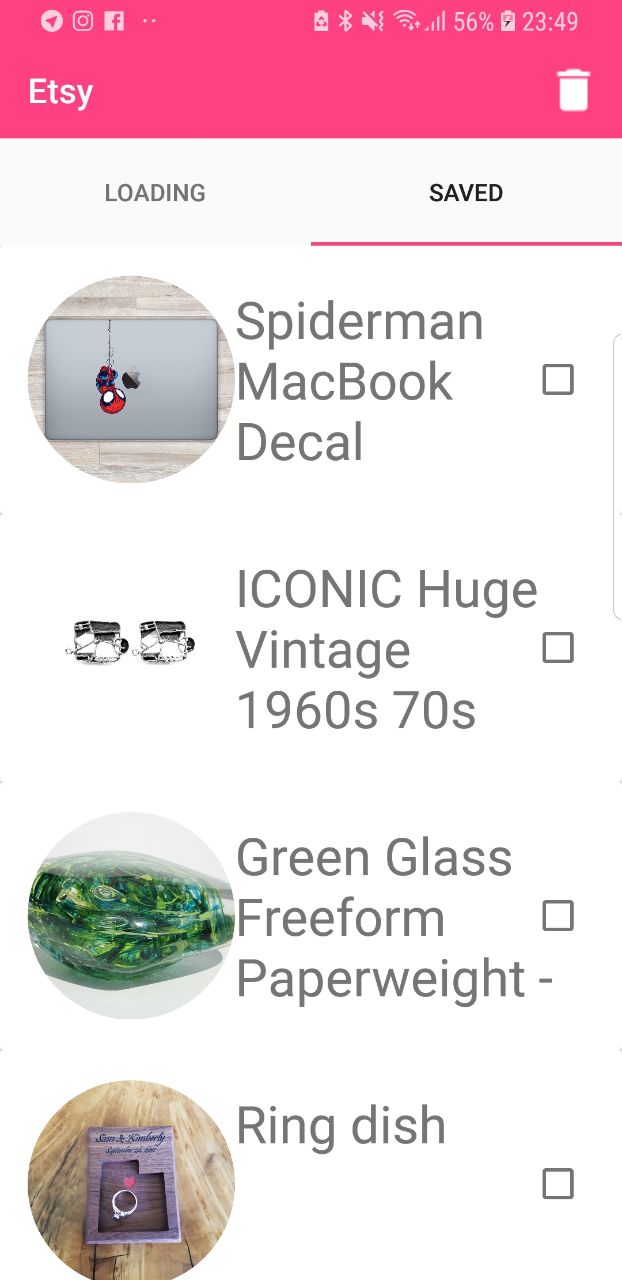 56% 23:49
Etsy
LOADING SAVED
Spiderman
MacBook
Decal
ICONIC Huge
Vintage
1960s 70s
Green Glass
Freeform
Paperweight -
Ring dish
Sam & Kimberly
September 24, 2011